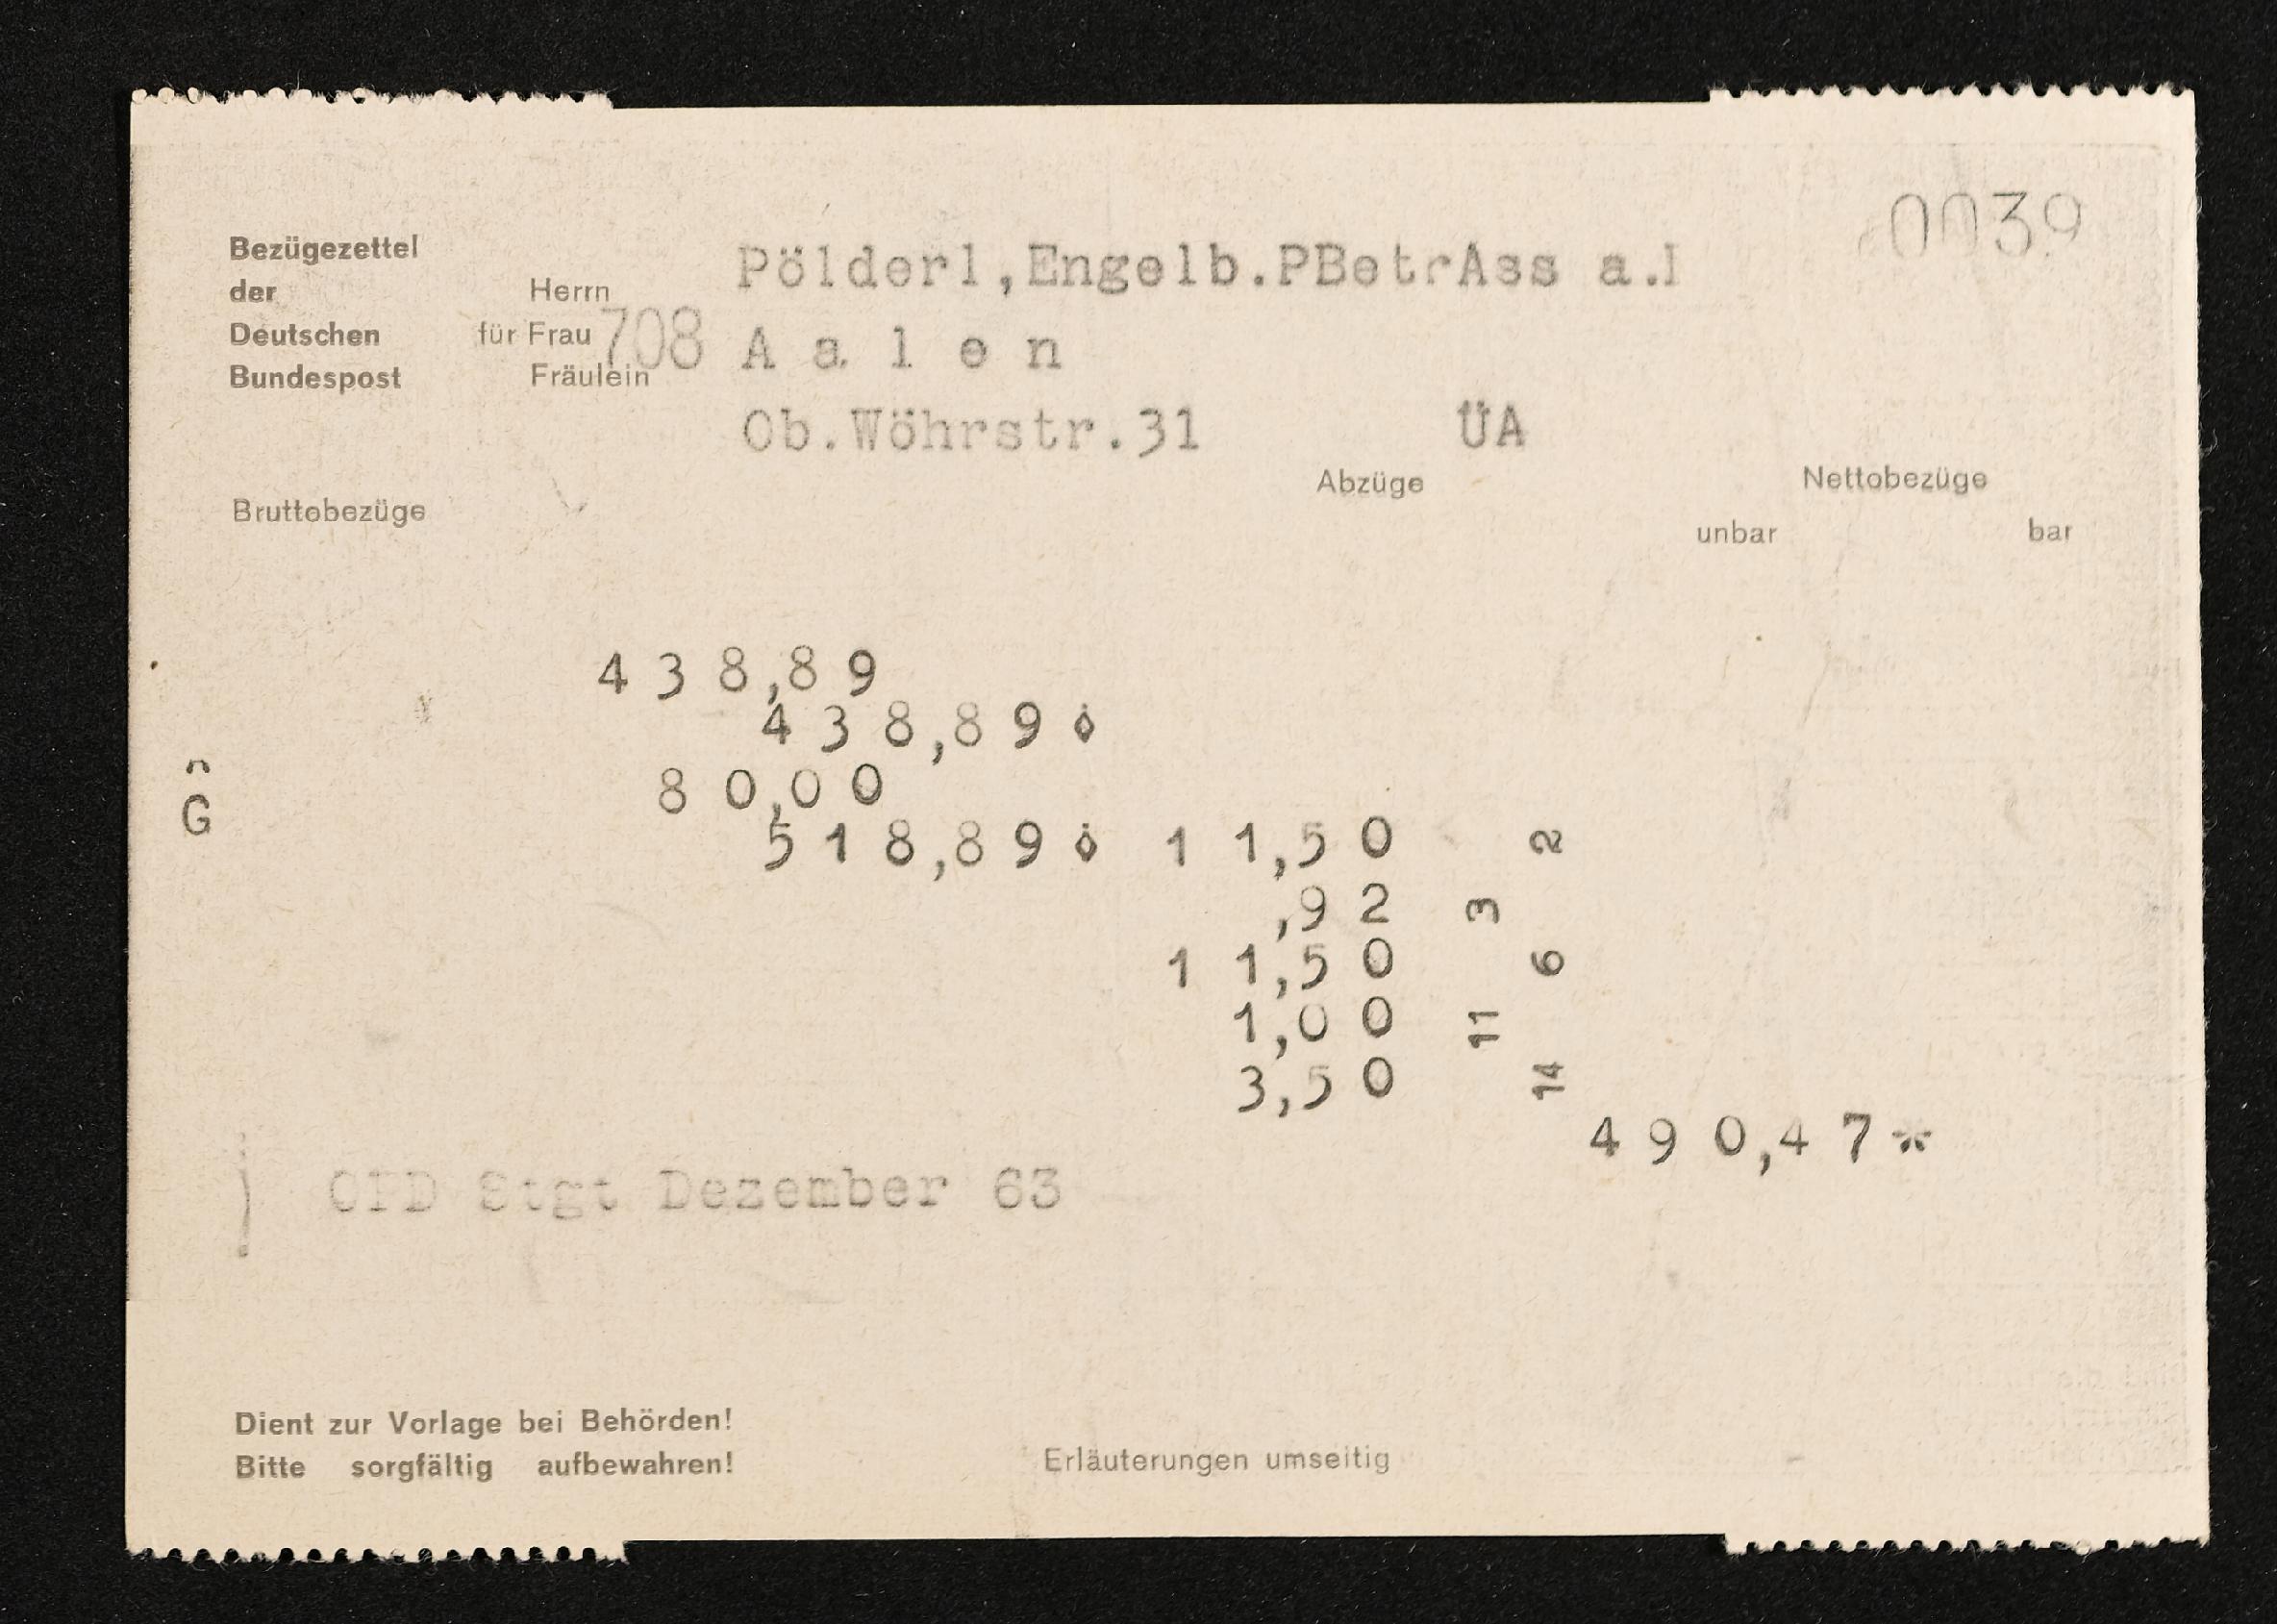 0039
Bezügezettel
der
Deutschen
Bundespost
Herrn
für Frau
Fräulein
Pölderl,Engelb.PBetrAss a.
708 A a l e n
Ob.Wöhrstr.31 ÜA
Bruttobezüge
Abzüge
Nettobezüge
unbar bar
438,89
438,89◊
G 80,00
518,89◊ 11,50 2
,92 3
11,50 6
1,00 11
3,50 14
490,47*
OPD Stgt Dezember 63
Dient zur Vorlage bei Behörden!
Bitte sorgfältig aufbewahren!
Erläuterungen umseitig